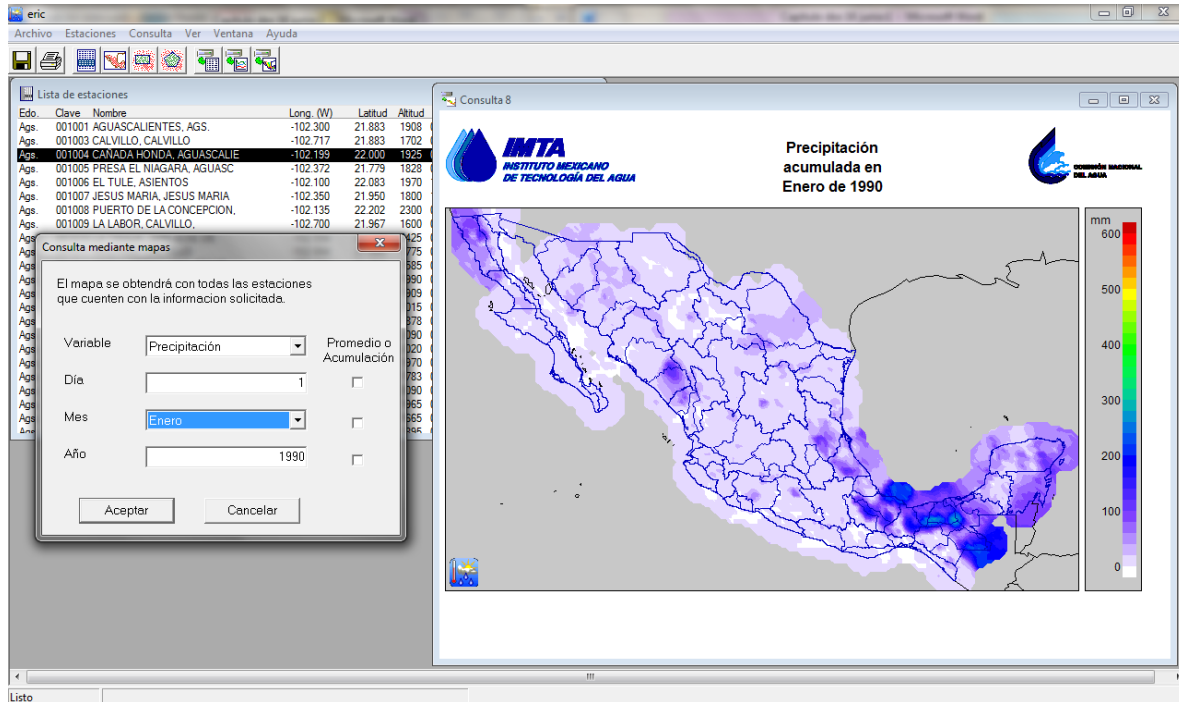 eric
Archivo Estaciones Consulta Ver Ventana Ayuda
Lista de estaciones
Edo. Clave Nombre Long. (W) Latitud Altitud
Ags. 001001 AGUASCALIENTES, AGS. -102.300 21.883 1908
Ags. 001003 CALVILLO, CALVILLO -102.717 21.883 1702
Ags. 001004 CAÑADA HONDA, AGUASCALIE -102.199 22.000 1925
Ags. 001005 PRESA EL NIAGARA, AGUASC -102.372 21.779 1828
Ags. 001006 EL TULE, ASIENTOS -102.100 22.083 1970
Ags. 001007 JESUS MARIA, JESUS MARIA -102.350 21.950 1800
Ags. 001008 PUERTO DE LA CONCEPCION, -102.135 22.202 2300
Ags. 001009 LA LABOR, CALVILLO, -102.700 21.967 1600
Consulta mediante mapas
El mapa se obtendrá con todas las estaciones
que cuenten con la informacion solicitada.
Variable Precipitación Promedio o
Acumulación
Día 1
Mes Enero
Año 1990
Aceptar Cancelar
Consulta 8
IMTA
INSTITUTO MEXICANO
DE TECNOLOGÍA DEL AGUA
Precipitación
acumulada en
Enero de 1990
COMISIÓN NACIONAL
DEL AGUA
mm
600
500
400
300
200
100
0
Listo